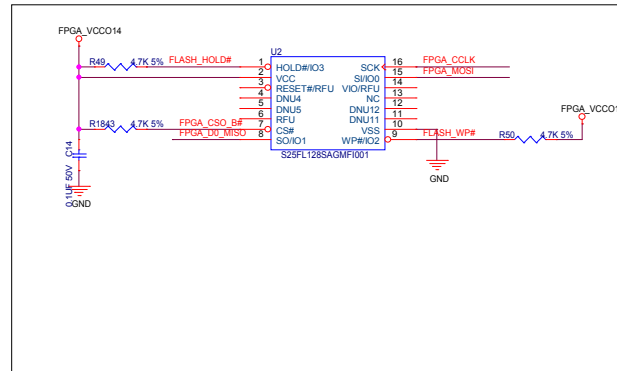 FPGA_VCCO14
U2
R49 4.7K 5% FLASH_HOLD# 1 HOLD#/IO3 SCK 16 FPGA_CCLK
2 VCC SI/IO0 15 FPGA_MOSI
3 RESET#/RFU VIO/RFU 14
4 DNU4 NC 13
5 DNU5 DNU12 12
6 RFU DNU11 11
R1843 4.7K 5% FPGA_CSO_B# 7 CS# VSS 10
FPGA_D0_MISO 8 SO/IO1 WP#/IO2 9 FLASH_WP# R50 4.7K 5%
FPGA_VCCO1
S25FL128SAGMFI001
0.1UF 50V C14
GND
GND